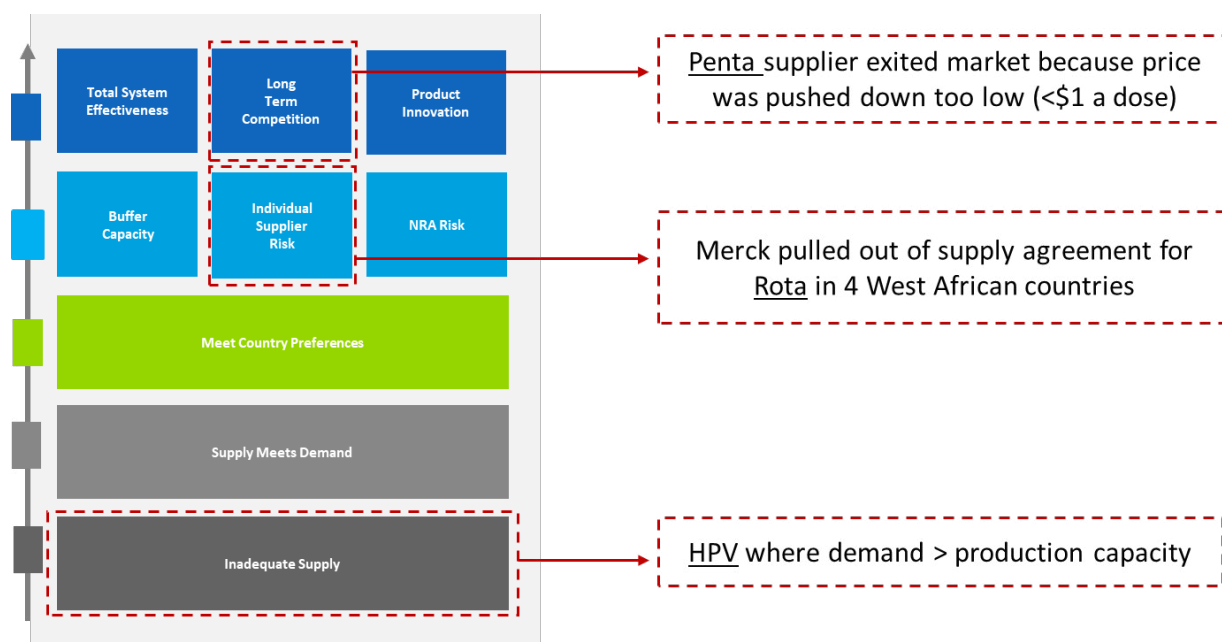 Total System
Effectiveness
Long
Term
Competition
Product
Innovation
Penta supplier exited market because price
was pushed down too low (<$1 a dose)
Buffer
Capacity
Individual
Supplier
Risk
NRA Risk
Merck pulled out of supply agreement for
Rota in 4 West African countries
Meet Country Preferences
Supply Meets Demand
Inadequate Supply
HPV where demand > production capacity